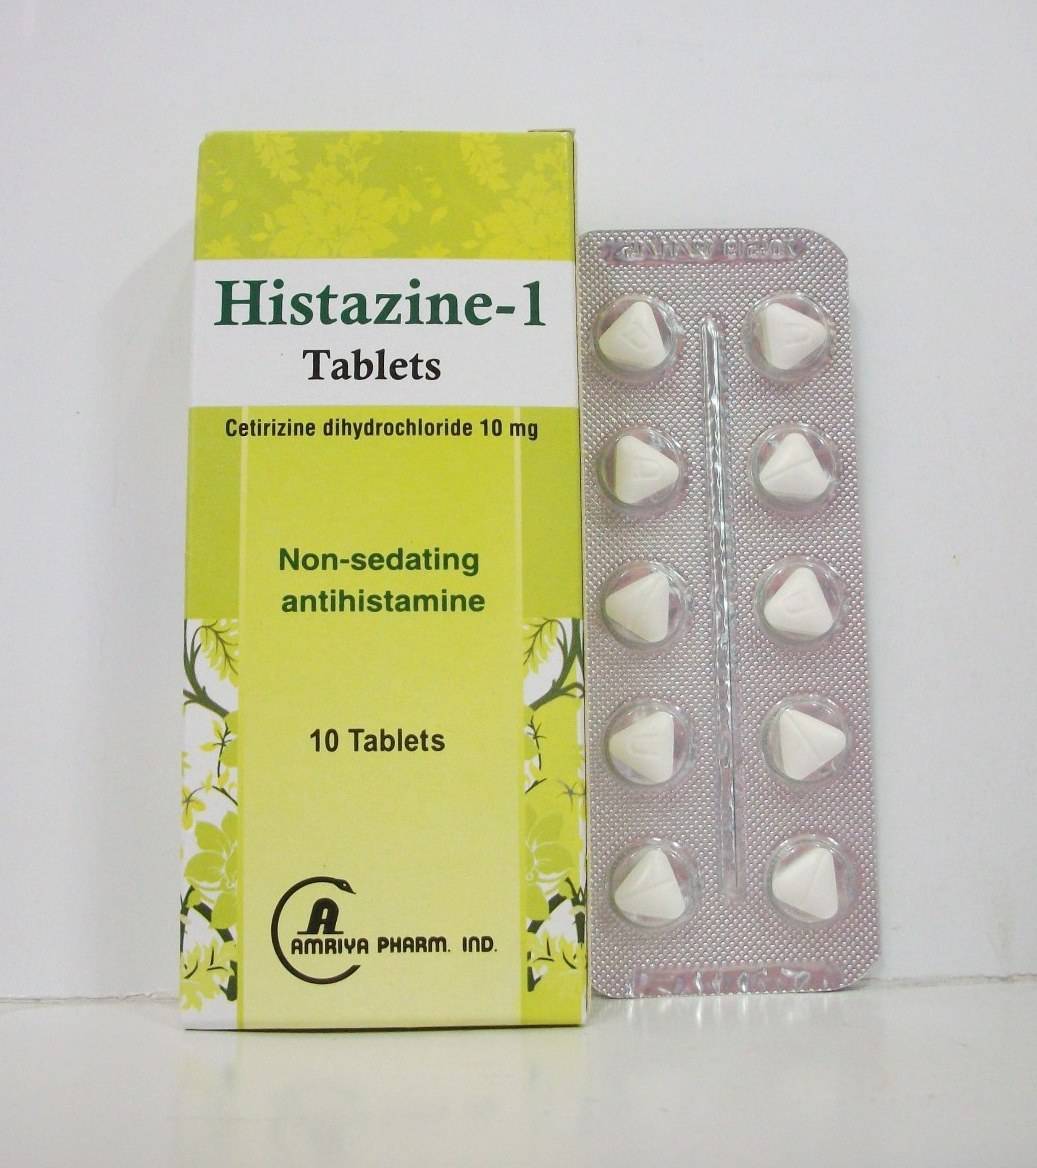 Histazine-1
Tablets
Cetirizine dihydrochloride 10 mg
Non-sedating
antihistamine
10 Tablets
A
AMRIYA PHARM. IND.